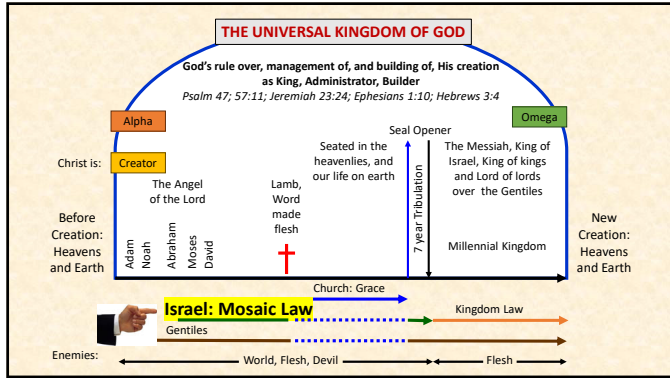 THE UNIVERSAL KINGDOM OF GOD
God's rule over, management of, and building of, His creation
as King, Administrator, Builder
Psalm 47; 57:11; Jeremiah 23:24; Ephesians 1:10; Hebrews 3:4
Alpha
Omega
Seal Opener
Christ is:
Creator
The Angel
of the Lord
Lamb,
Word
made
flesh
Seated in the
heavenlies, and
our life on earth
7 year Tribulation
The Messiah, King of
Israel, King of kings
and Lord of lords
over the Gentiles
Millennial Kingdom
Before
Creation:
Heavens
and Earth
Adam
Noah
Abraham
Moses
David
New
Creation:
Heavens
and Earth
Church: Grace
Israel: Mosaic Law
Kingdom Law
Gentiles
Enemies:
World, Flesh, Devil
Flesh